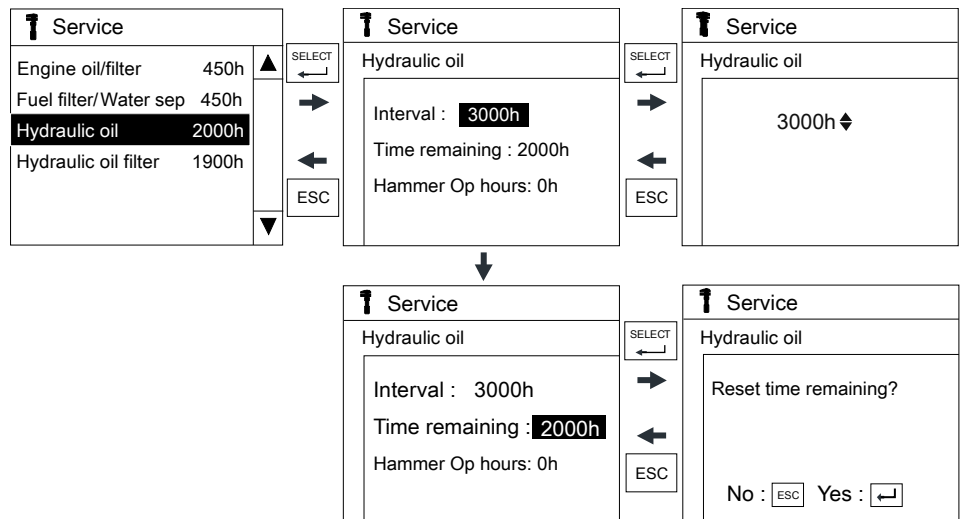 Service
Engine oil/filter 450h
Fuel filter/Water sep 450h
Hydraulic oil 2000h
Hydraulic oil filter 1900h
SELECT
ESC
Service
Hydraulic oil
Interval : 3000h
Time remaining : 2000h
Hammer Op hours: 0h
SELECT
ESC
Service
Hydraulic oil
3000h
Service
Hydraulic oil
Interval : 3000h
Time remaining : 2000h
Hammer Op hours: 0h
SELECT
ESC
Service
Hydraulic oil
Reset time remaining?
No : ESC Yes :